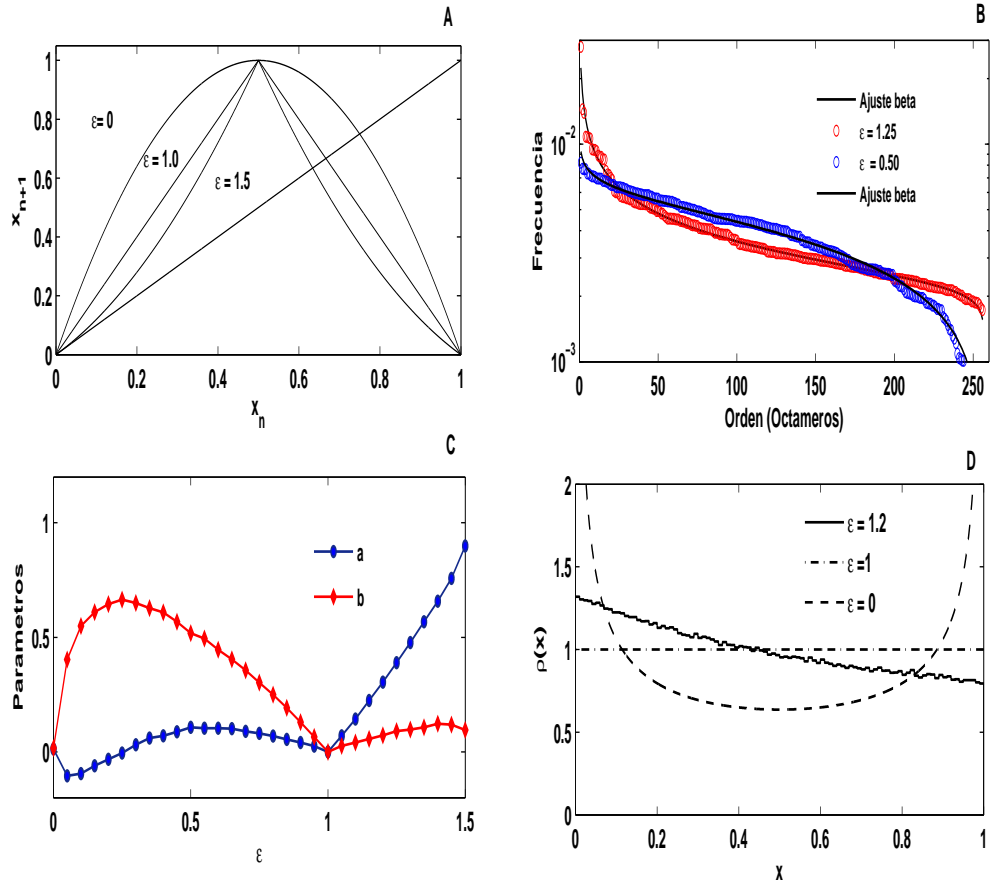 A
1
0.8
0.6
0.4
0.2
0
x_{n+1}
ε= 0
ε = 1.0
ε = 1.5
0
0.2
0.4
0.6
0.8
1
x_n
B
Frecuencia
10^{-2}
10^{-3}
Ajuste beta
ε = 1.25
ε = 0.50
Ajuste beta
0
50
100
150
200
250
Orden (Octameros)
C
Parametros
1
0.5
0
a
b
0
0.5
1
1.5
ε
D
ρ(x)
2
1.5
1
0.5
0
ε = 1.2
ε =1
ε =0
0
0.2
0.4
0.6
0.8
1
x